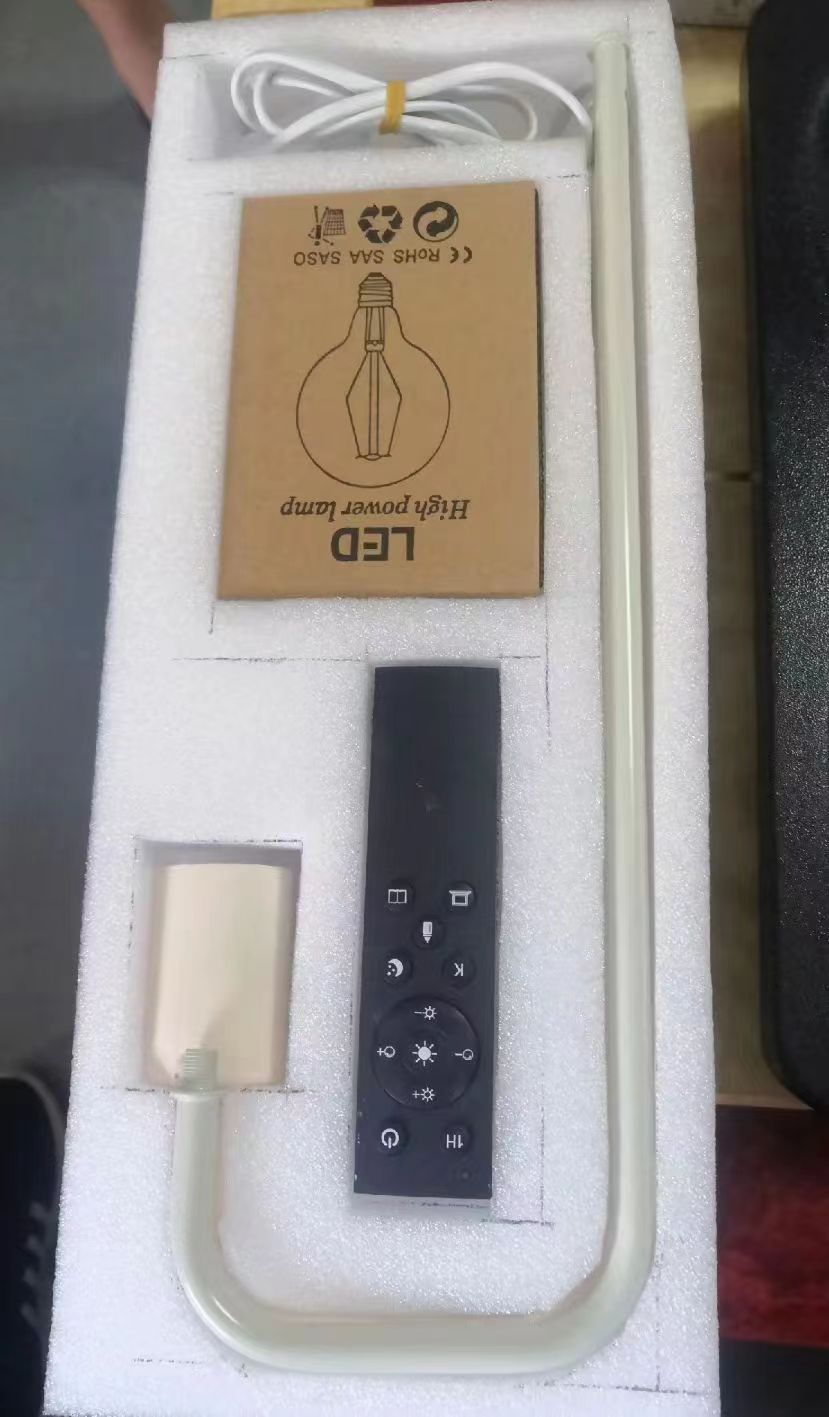 LED
High power lamp
CE RoHS SAA SASO
1H
K